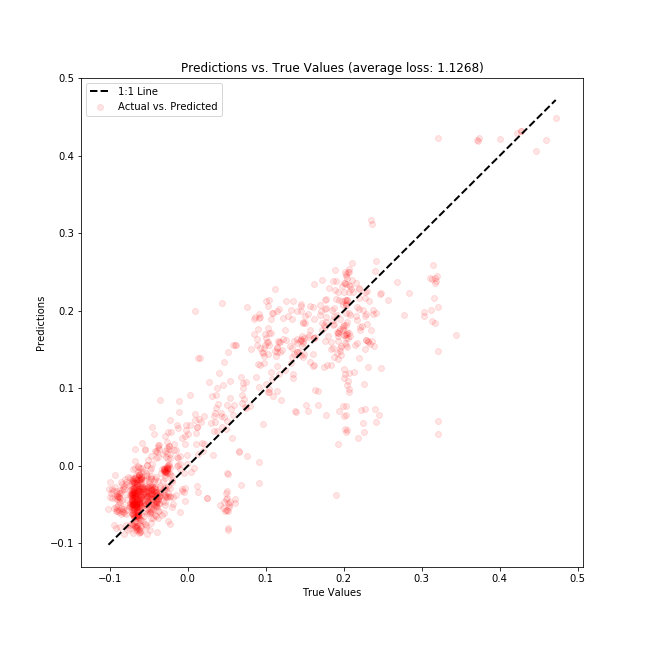 Predictions vs. True Values (average loss: 1.1268)
1:1 Line
Actual vs. Predicted
0.5
0.4
0.3
0.2
0.1
0.0
−0.1
Predictions
−0.1 0.0 0.1 0.2 0.3 0.4 0.5
True Values